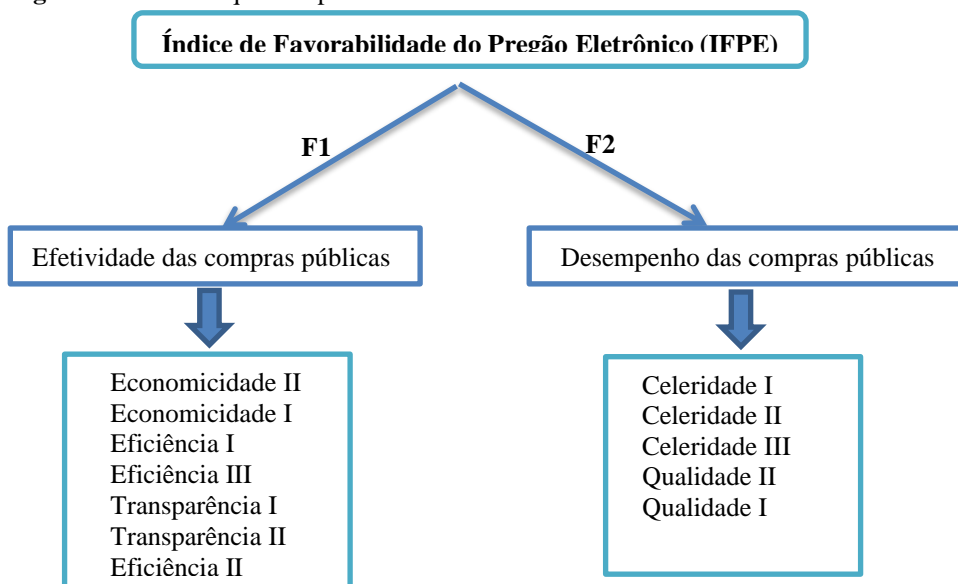 Índice de Favorabilidade do Pregão Eletrônico (IFPE)
F1
F2
Efetividade das compras públicas
Desempenho das compras públicas
Economicidade II
Economicidade I
Eficiência I
Eficiência III
Transparência I
Transparência II
Eficiência II
Celeridade I
Celeridade II
Celeridade III
Qualidade II
Qualidade I